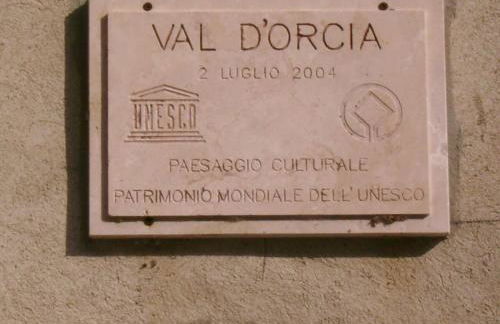 VAL D'ORCIA
2 LUGLIO 2004
UNESCO
PAESAGGIO CULTURALE
PATRIMONIO MONDIALE DELL'UNESCO